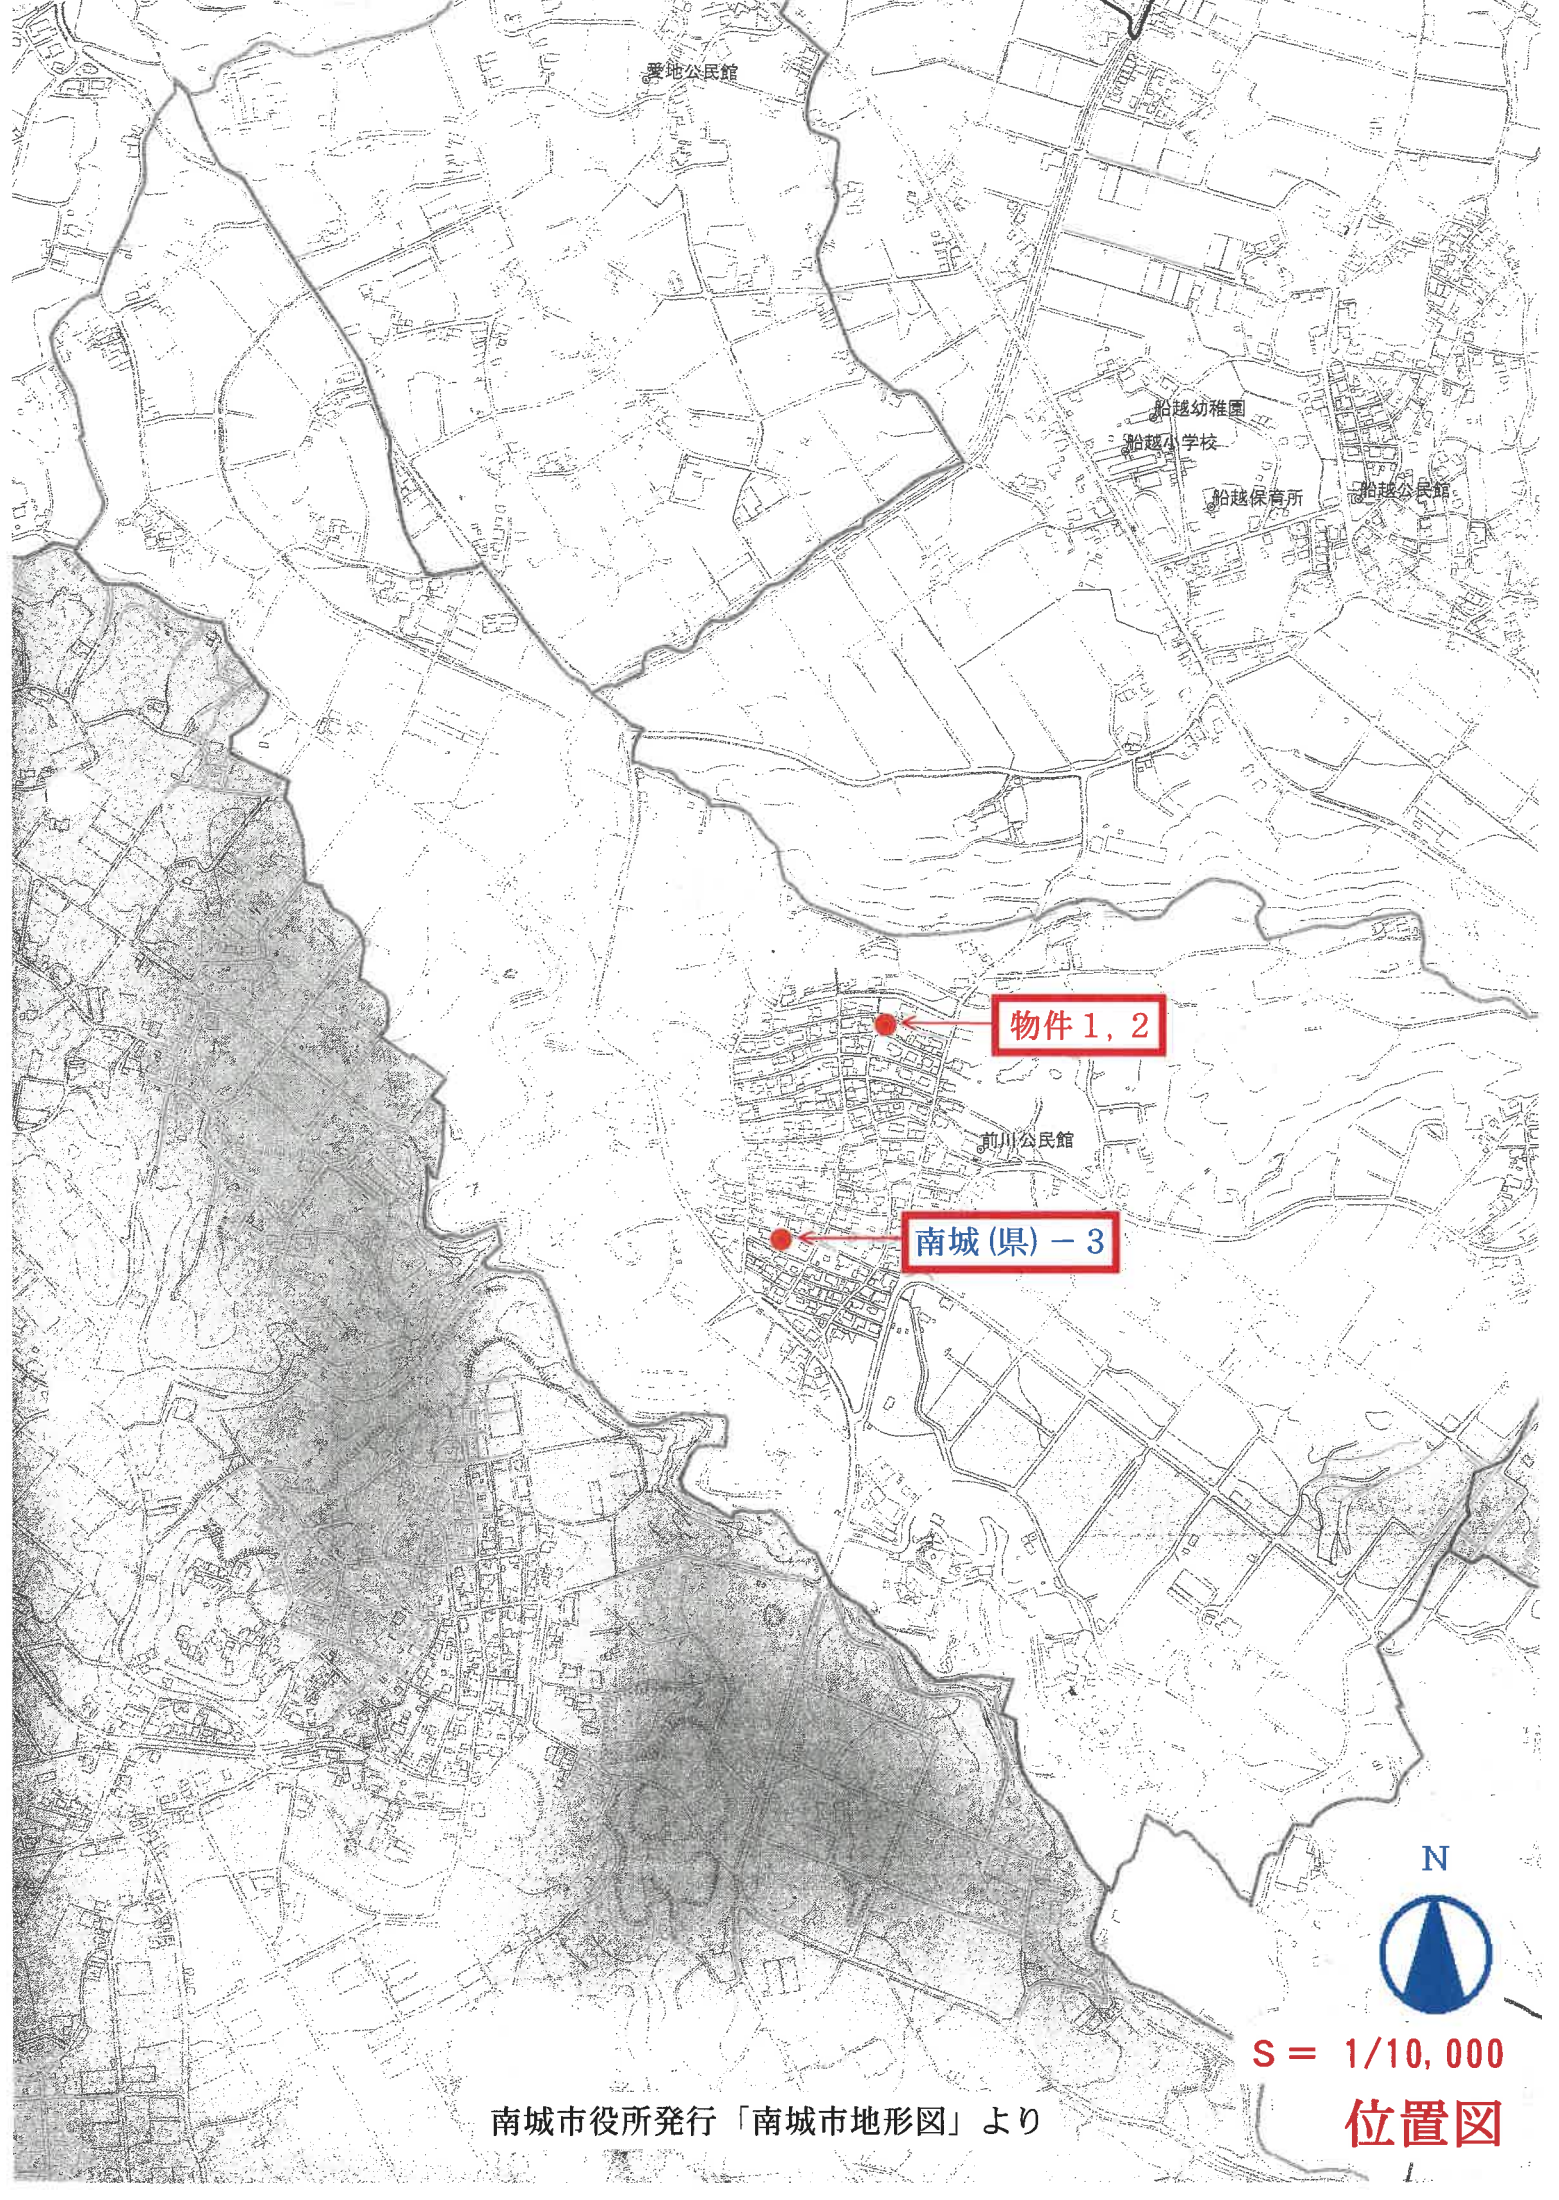 愛地公民館
船越幼稚園
船越小学校
船越保育所
船越公民館
物件1, 2
前川公民館
南城(県)－3
N
S＝ 1/10,000
位置図
南城市役所発行「南城市地形図」より